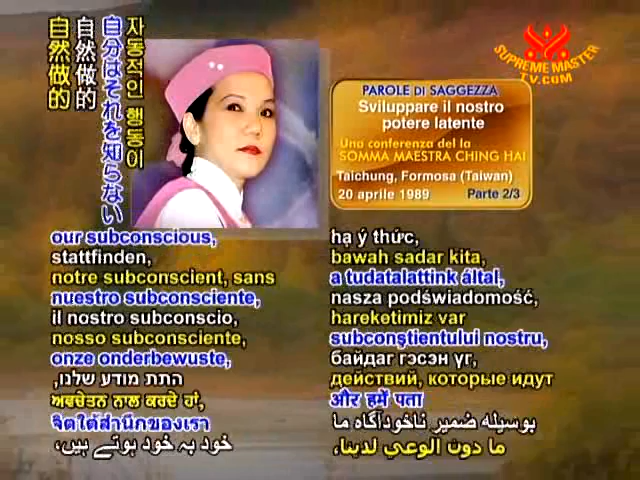 自動的인 행동이
自分はそれを知らない
自然做的
自然做的
SUPREME MASTER
TV.COM
PAROLE DI SAGGEZZA
Sviluppare il nostro
potere latente
Una conferenza del la
SOMMA MAESTRA CHING HAI
Taichung, Formosa (Taiwan)
20 aprile 1989 Parte 2/3
our subconscious,
stattfinden,
notre subconscient, sans
nuestro subconsciente,
il nostro subconscio,
nosso subconsciente,
onze onderbewuste,
התת מודע שלנו,
ਅਵਚੇਤਨ ਨਾਲ ਕਰਦੇ ਹਾਂ,
จิตใต้สำนึกของเรา
خود بہ خود ہوتے ہیں،
hạ ý thức,
bawah sadar kita,
a tudatalattink által,
nasza podświadomość,
hareketimiz var
subconştientului nostru,
байдаг гэсэн үг,
действий, которые идут
और हमें पता
بوسیله ضمیر ناخودآگاه ما
ما دون الوعي لدينا،